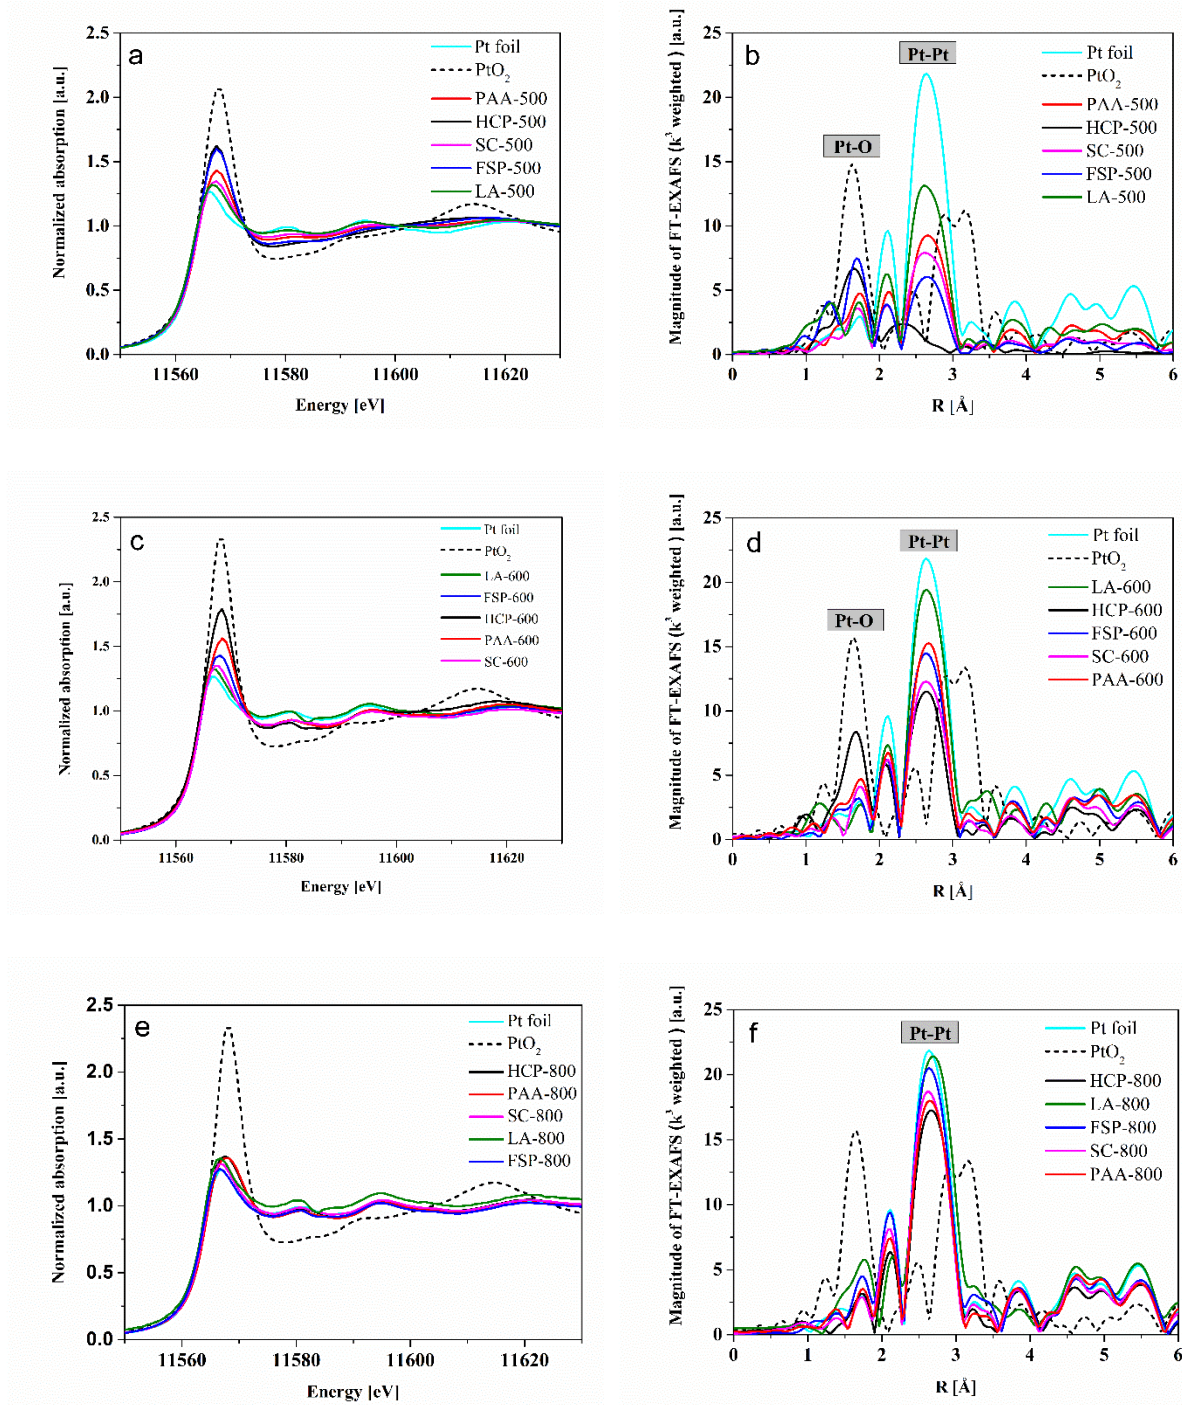 a
Pt foil
PtO2
PAA-500
HCP-500
SC-500
FSP-500
LA-500
2.5
2.0
1.5
1.0
0.5
0.0
11560 11580 11600 11620
Normalized absorption [a.u.]
Energy [eV]
b
Pt-Pt
Pt-O
Pt foil
PtO2
PAA-500
HCP-500
SC-500
FSP-500
LA-500
25
20
15
10
5
0
0 1 2 3 4 5 6
Magnitude of FT-EXAFS (k3 weighted ) [a.u.]
R [Å]
c
Pt foil
PtO2
LA-600
FSP-600
HCP-600
PAA-600
SC-600
2.5
2.0
1.5
1.0
0.5
0.0
11560 11580 11600 11620
Normalized absorption [a.u.]
Energy [eV]
d
Pt-Pt
Pt-O
Pt foil
PtO2
LA-600
HCP-600
FSP-600
SC-600
PAA-600
25
20
15
10
5
0
0 1 2 3 4 5 6
Magnitude of FT-EXAFS (k3 weighted ) [a.u.]
R [Å]
e
Pt foil
PtO2
HCP-800
PAA-800
SC-800
LA-800
FSP-800
2.5
2.0
1.5
1.0
0.5
0.0
11560 11580 11600 11620
Normalized absorption [a.u.]
Energy [eV]
f
Pt-Pt
Pt foil
PtO2
HCP-800
LA-800
FSP-800
SC-800
PAA-800
25
20
15
10
5
0
0 1 2 3 4 5 6
Magnitude of FT-EXAFS (k3 weighted ) [a.u.]
R [Å]